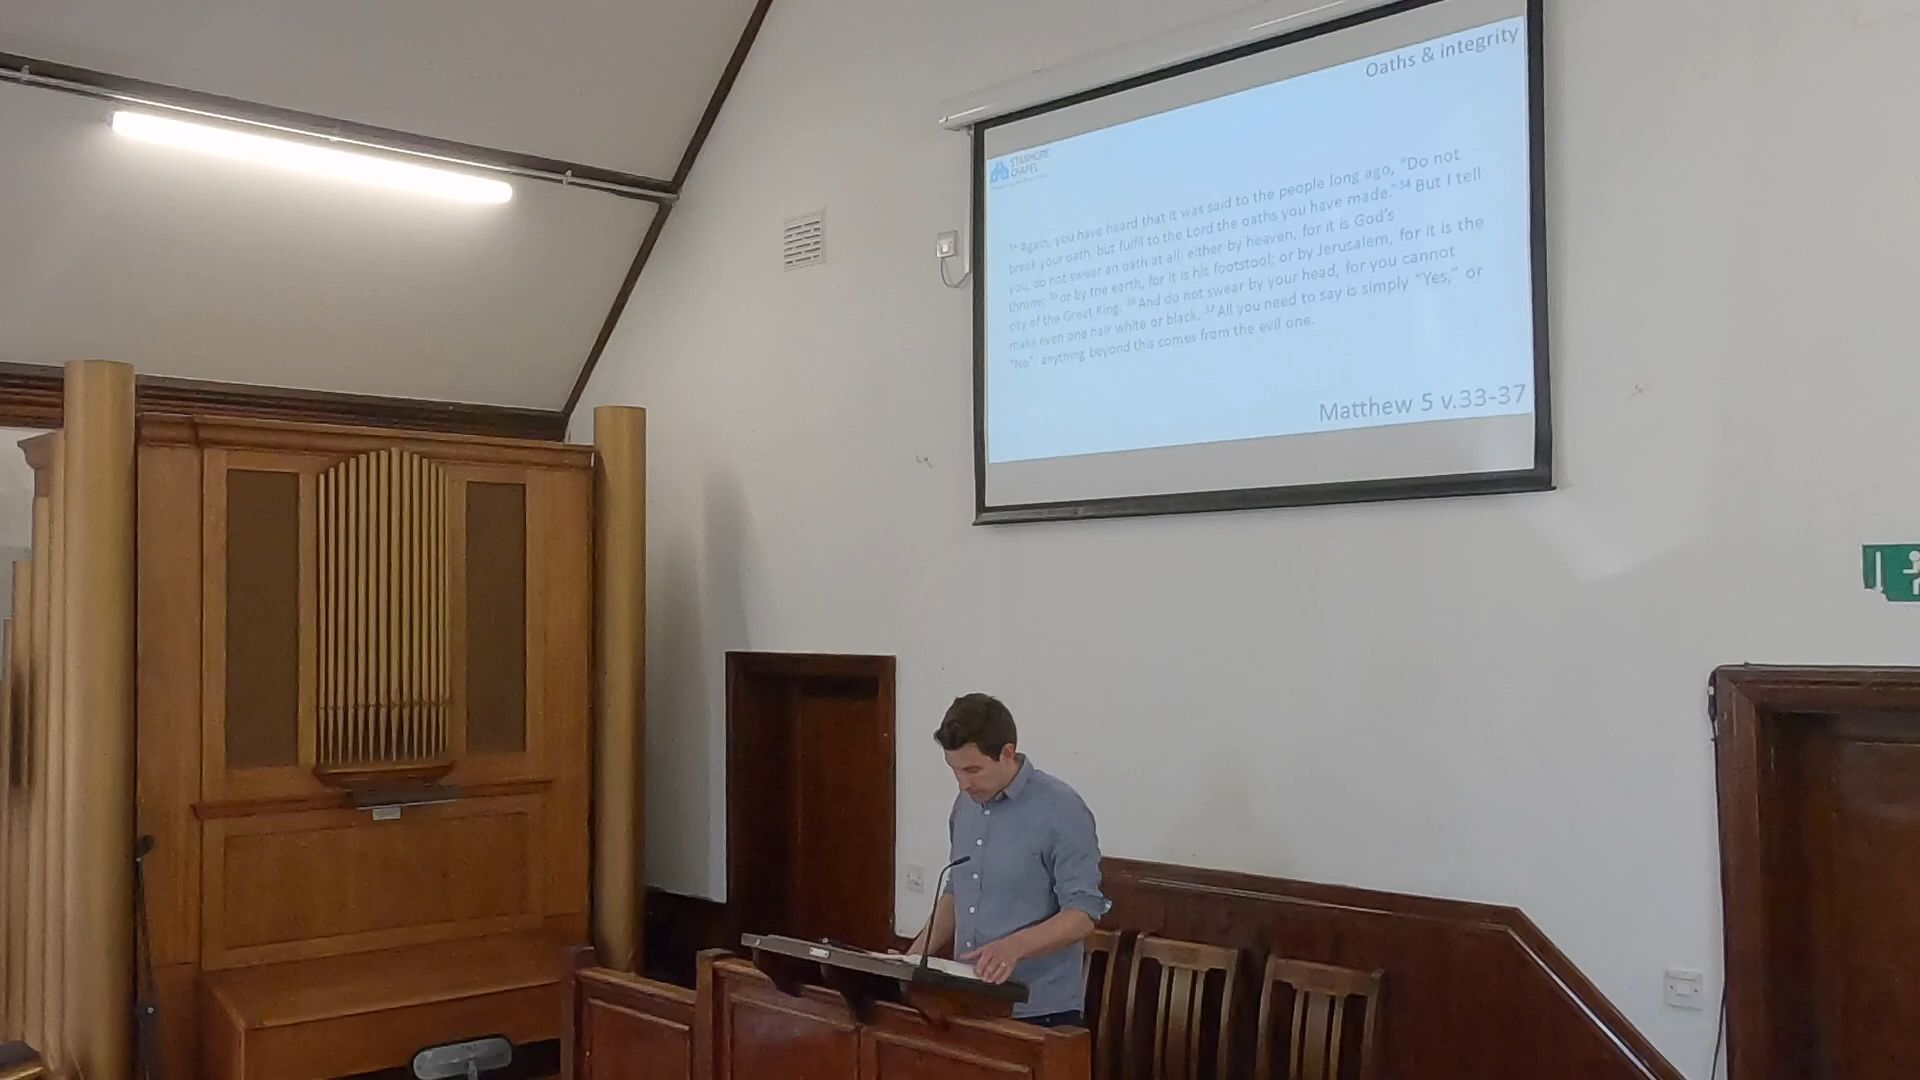 Oaths & integrity
STANMORE
CHAPEL
"Again, you have heard that it was said to the people long ago, "Do not
break your oath, but fulfil to the Lord the oaths you have made."34 But I tell
you, do not swear an oath at all: either by heaven, for it is God's
throne; 35 or by the earth, for it is his footstool; or by Jerusalem, for it is the
city of the Great King. 36 And do not swear by your head, for you cannot
make even one hair white or black. 37 All you need to say is simply "Yes," or
"No"; anything beyond this comes from the evil one.
Matthew 5 v.33-37